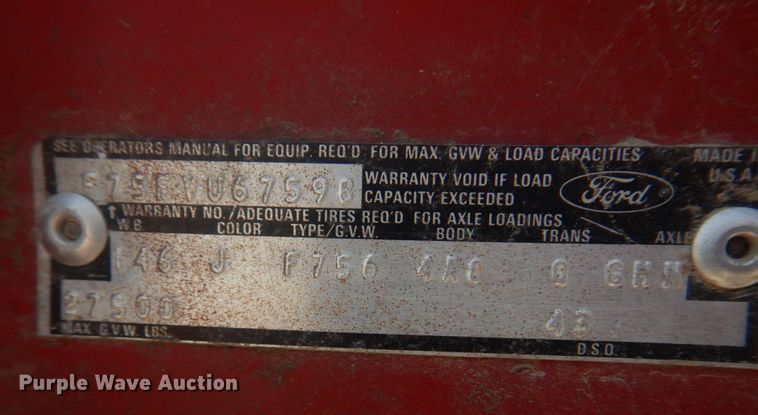 SEE OPERATORS MANUAL FOR EQUIP. REQ'D FOR MAX. GVW & LOAD CAPACITIES
MADE IN
U.S.A.
F75FVU67598
WARRANTY VOID IF LOAD
CAPACITY EXCEEDED
Ford
↑ WARRANTY NO./ADEQUATE TIRES REQ'D FOR AXLE LOADINGS
W.B. COLOR TYPE/G.V.W. BODY TRANS AXLE
146 J F756
27500 43
MAX. G.V.W. LBS. D.S.O.
Purple Wave Auction